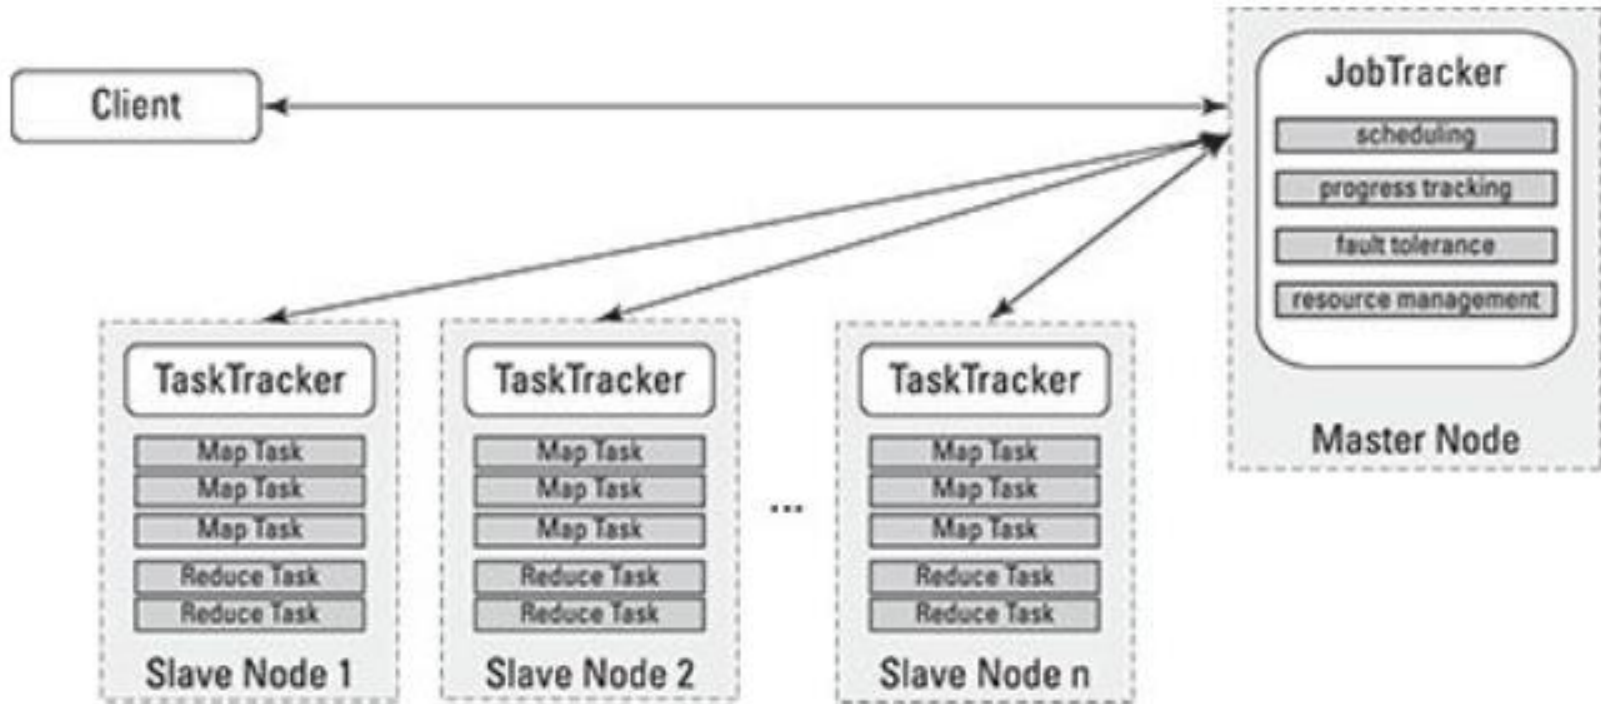 Client
JobTracker
scheduling
progress tracking
fault tolerance
resource management
Master Node
TaskTracker
Map Task
Map Task
Map Task
Reduce Task
Reduce Task
Slave Node 1
TaskTracker
Map Task
Map Task
Map Task
Reduce Task
Reduce Task
Slave Node 2
...
TaskTracker
Map Task
Map Task
Map Task
Reduce Task
Reduce Task
Slave Node n